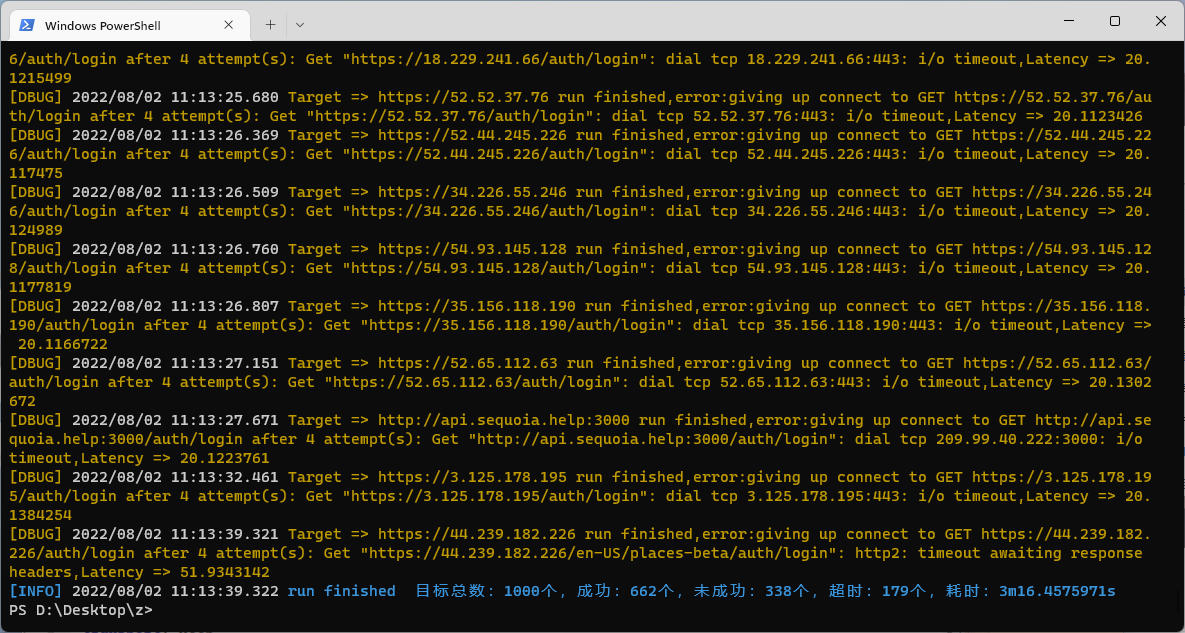 Windows PowerShell
6/auth/login after 4 attempt(s): Get "https://18.229.241.66/auth/login": dial tcp 18.229.241.66:443: i/o timeout,Latency => 20.
1215499
[DBUG] 2022/08/02 11:13:25.680 Target => https://52.52.37.76 run finished,error:giving up connect to GET https://52.52.37.76/au
th/login after 4 attempt(s): Get "https://52.52.37.76/auth/login": dial tcp 52.52.37.76:443: i/o timeout,Latency => 20.1123426
[DBUG] 2022/08/02 11:13:26.369 Target => https://52.44.245.226 run finished,error:giving up connect to GET https://52.44.245.22
6/auth/login after 4 attempt(s): Get "https://52.44.245.226/auth/login": dial tcp 52.44.245.226:443: i/o timeout,Latency => 20.
117475
[DBUG] 2022/08/02 11:13:26.509 Target => https://34.226.55.246 run finished,error:giving up connect to GET https://34.226.55.24
6/auth/login after 4 attempt(s): Get "https://34.226.55.246/auth/login": dial tcp 34.226.55.246:443: i/o timeout,Latency => 20.
124989
[DBUG] 2022/08/02 11:13:26.760 Target => https://54.93.145.128 run finished,error:giving up connect to GET https://54.93.145.12
8/auth/login after 4 attempt(s): Get "https://54.93.145.128/auth/login": dial tcp 54.93.145.128:443: i/o timeout,Latency => 20.
1177819
[DBUG] 2022/08/02 11:13:26.807 Target => https://35.156.118.190 run finished,error:giving up connect to GET https://35.156.118.
190/auth/login after 4 attempt(s): Get "https://35.156.118.190/auth/login": dial tcp 35.156.118.190:443: i/o timeout,Latency =>
20.1166722
[DBUG] 2022/08/02 11:13:27.151 Target => https://52.65.112.63 run finished,error:giving up connect to GET https://52.65.112.63/
auth/login after 4 attempt(s): Get "https://52.65.112.63/auth/login": dial tcp 52.65.112.63:443: i/o timeout,Latency => 20.1302
672
[DBUG] 2022/08/02 11:13:27.671 Target => http://api.sequoia.help:3000 run finished,error:giving up connect to GET http://api.se
quoia.help:3000/auth/login after 4 attempt(s): Get "http://api.sequoia.help:3000/auth/login": dial tcp 209.99.40.222:3000: i/o
timeout,Latency => 20.1223761
[DBUG] 2022/08/02 11:13:32.461 Target => https://3.125.178.195 run finished,error:giving up connect to GET https://3.125.178.19
5/auth/login after 4 attempt(s): Get "https://3.125.178.195/auth/login": dial tcp 3.125.178.195:443: i/o timeout,Latency => 20.
1384254
[DBUG] 2022/08/02 11:13:39.321 Target => https://44.239.182.226 run finished,error:giving up connect to GET https://44.239.182.
226/auth/login after 4 attempt(s): Get "https://44.239.182.226/en-US/places-beta/auth/login": http2: timeout awaiting response
headers,Latency => 51.9343142
[INFO] 2022/08/02 11:13:39.322 run finished  目标总数: 1000个, 成功: 662个, 未成功: 338个, 超时: 179个, 耗时: 3m16.4575971s
PS D:\Desktop\z>